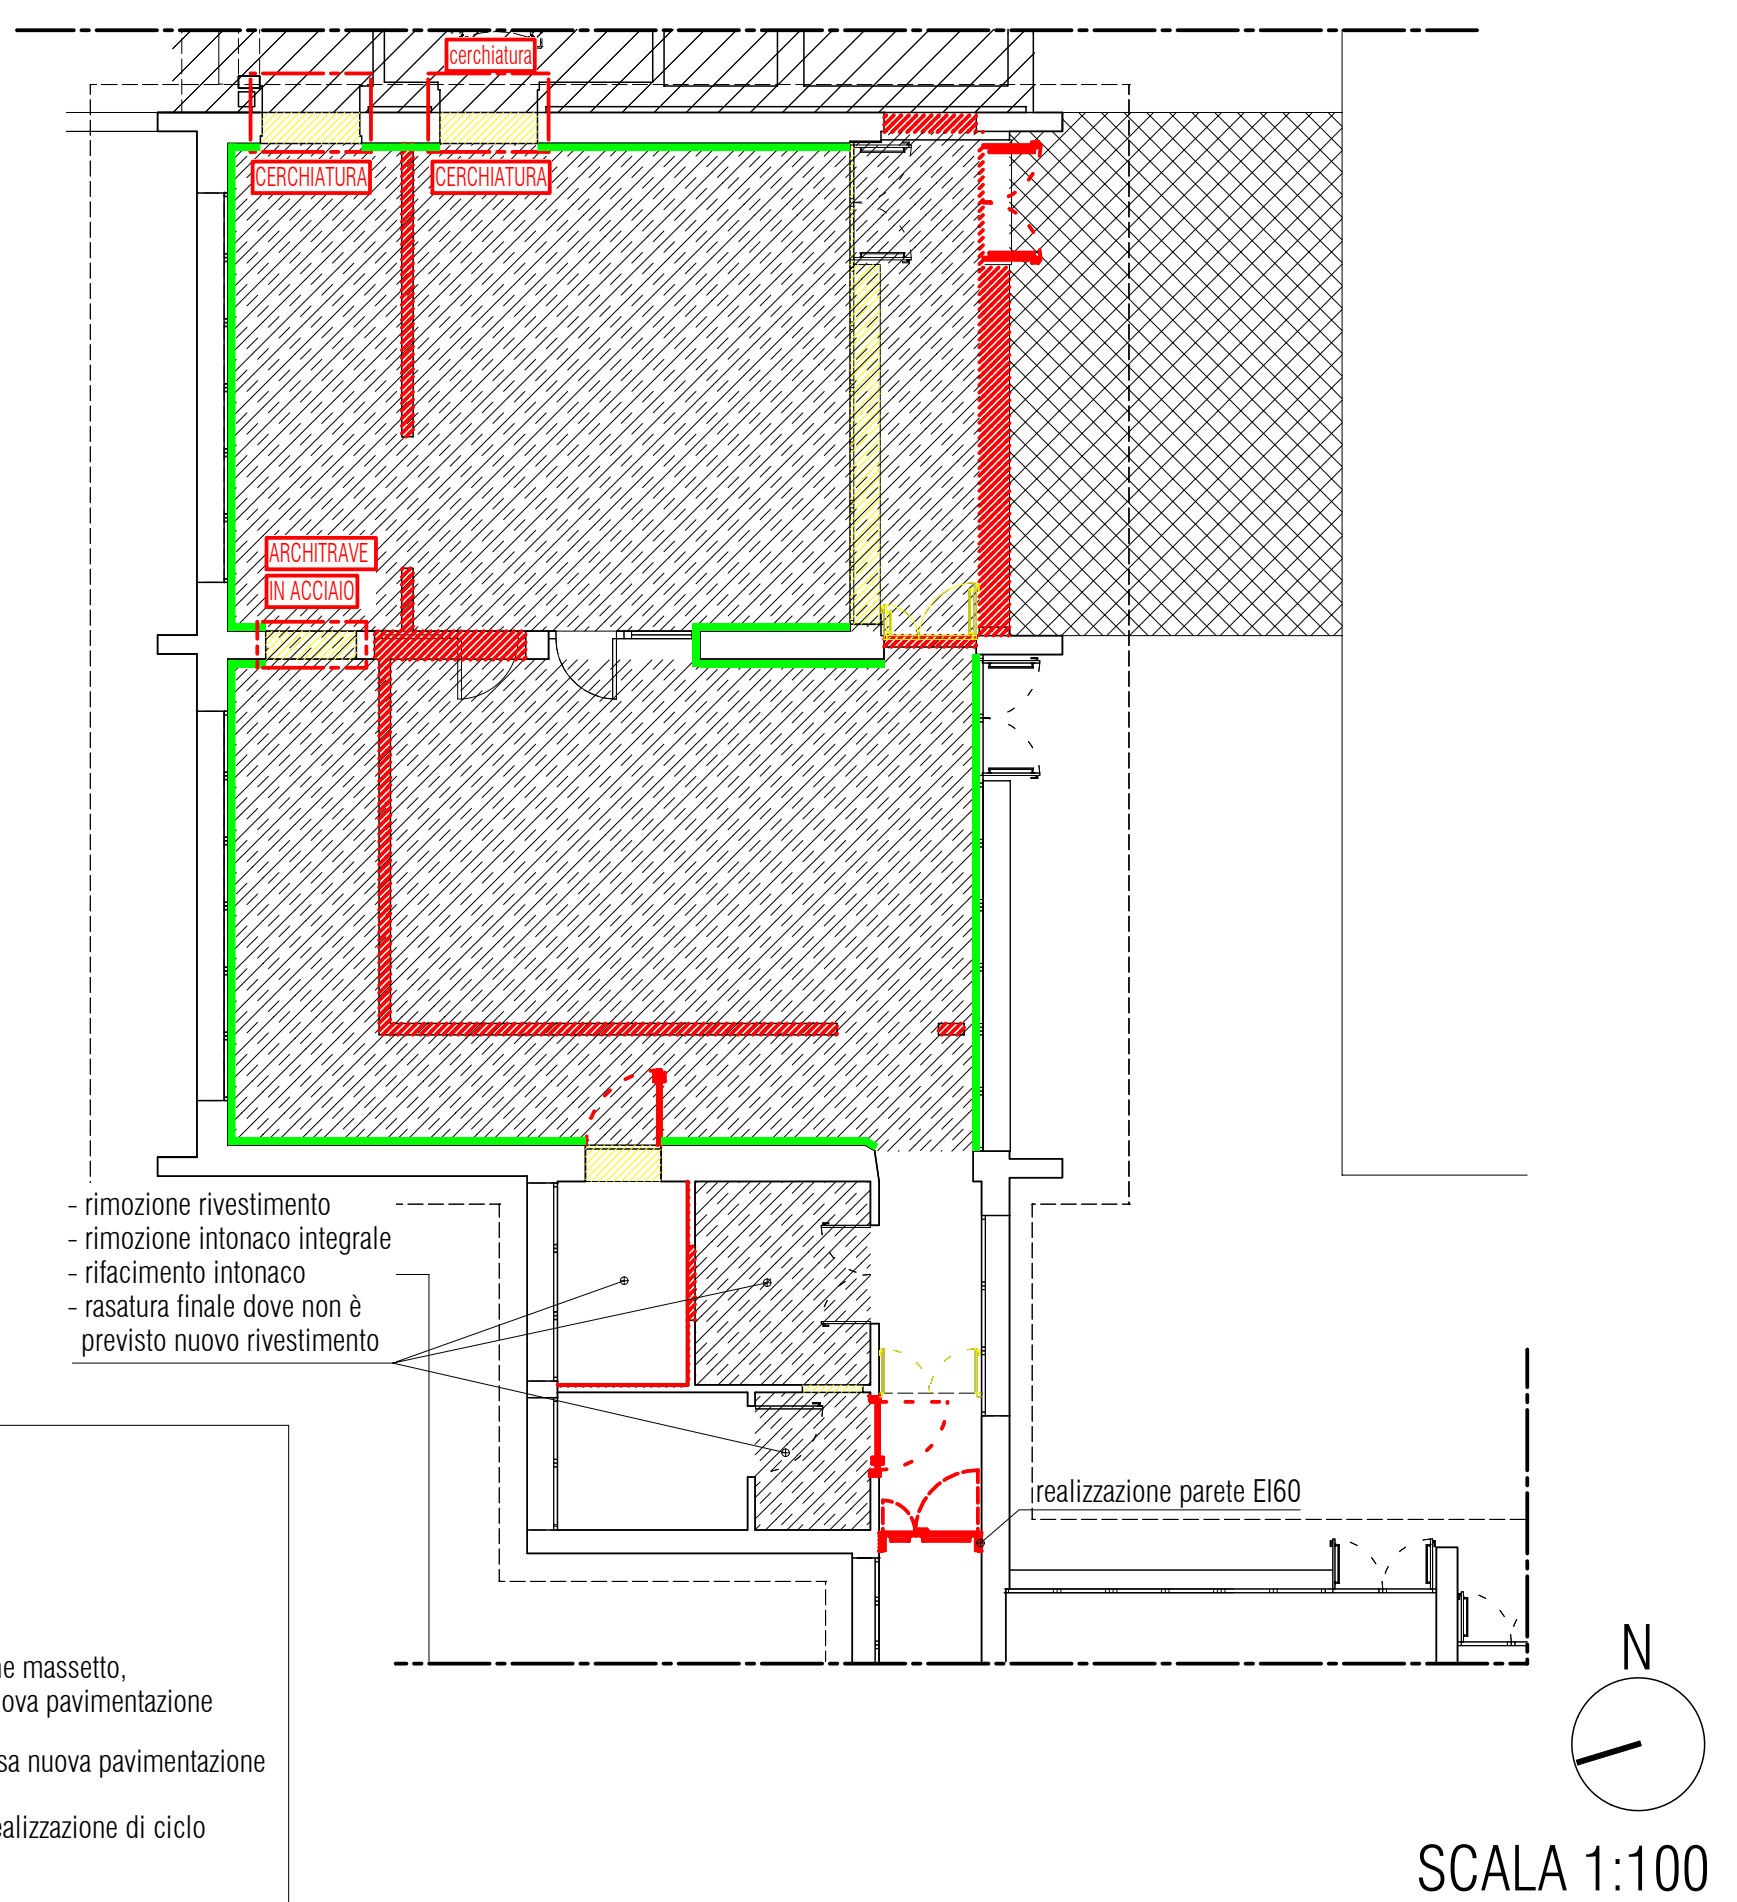 cerchiatura
CERCHIATURA
CERCHIATURA
ARCHITRAVE
IN ACCIAIO
- rimozione rivestimento
- rimozione intonaco integrale
- rifacimento intonaco
- rasatura finale dove non è
previsto nuovo rivestimento
realizzazione parete EI60
ne massetto,
ova pavimentazione
sa nuova pavimentazione
ealizzazione di ciclo
N
SCALA 1:100